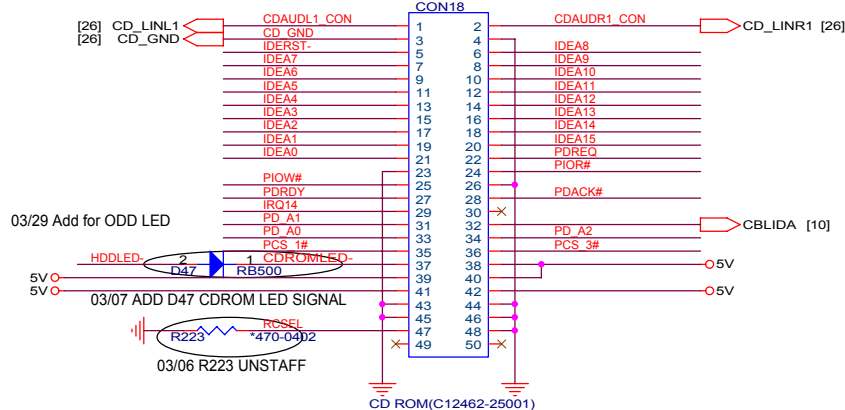 CON18
[26] CD_LINL1 CDAUDL1_CON 1 2 CDAUDR1_CON CD_LINR1 [26]
[26] CD_GND CD_GND 3 4
IDERST- 5 6 IDEA8
IDEA7 7 8 IDEA9
IDEA6 9 10 IDEA10
IDEA5 11 12 IDEA11
IDEA4 13 14 IDEA12
IDEA3 15 16 IDEA13
IDEA2 17 18 IDEA14
IDEA1 19 20 IDEA15
IDEA0 21 22 PDREQ
23 24 PIOR#
PIOW# 25 26
PDRDY 27 28 PDACK#
IRQ14 29 30
03/29 Add for ODD LED
PD_A1 31 32 CBLIDA [10]
PD_A0 33 34 PD_A2
PCS_1# 35 36 PCS_3#
HDDLED- 2 1 CDROMLED- 37 38 5V
D47 RB500
5V 39 40
5V 41 42 5V
03/07 ADD D47 CDROM LED SIGNAL
43 44
45 46
RCSEL 47 48
R223 *470-0402
49 50
03/06 R223 UNSTAFF
CD ROM(C12462-25001)